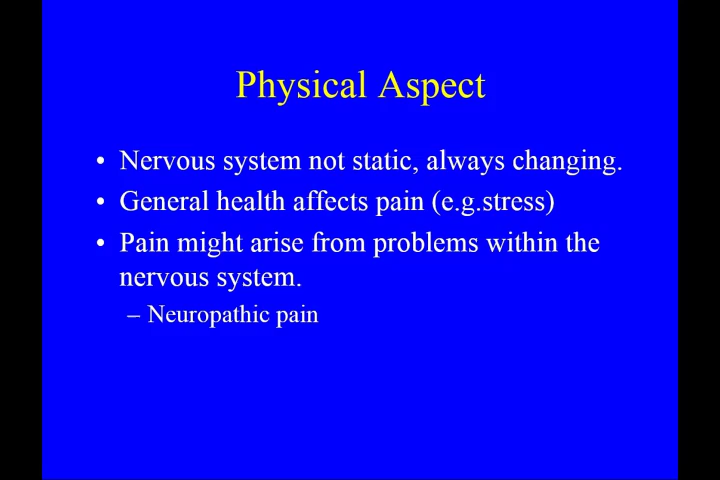 Physical Aspect
• Nervous system not static, always changing.
• General health affects pain (e.g.stress)
• Pain might arise from problems within the
nervous system.
– Neuropathic pain